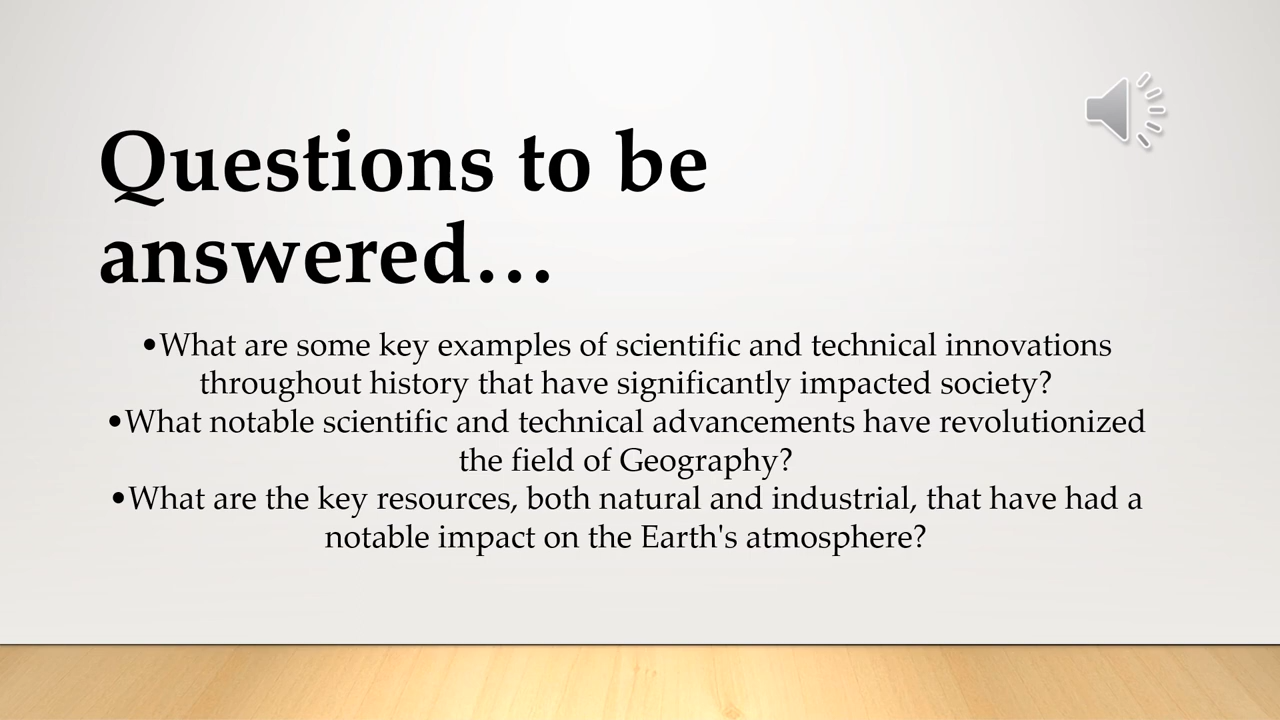 Questions to be
answered…
•What are some key examples of scientific and technical innovations
throughout history that have significantly impacted society?
•What notable scientific and technical advancements have revolutionized
the field of Geography?
•What are the key resources, both natural and industrial, that have had a
notable impact on the Earth's atmosphere?